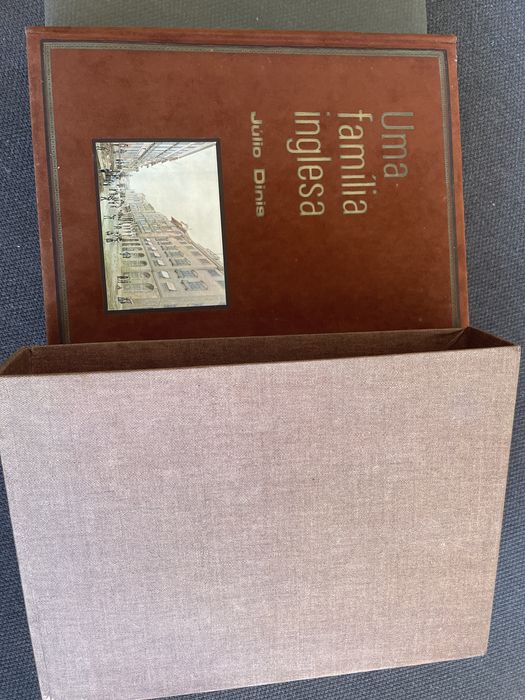 Uma
família
inglesa
Júlio Dinis